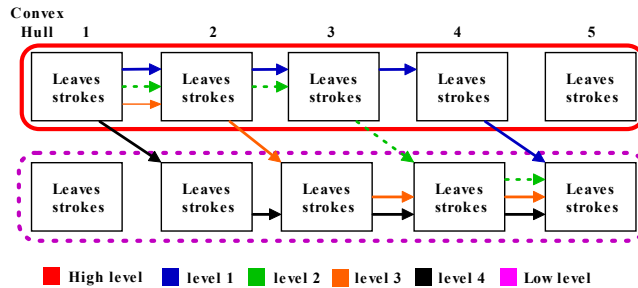 Convex
Hull 1 2 3 4 5
Leaves strokes Leaves strokes Leaves strokes Leaves strokes Leaves strokes
Leaves strokes Leaves strokes Leaves strokes Leaves strokes Leaves strokes
High level level 1 level 2 level 3 level 4 Low level